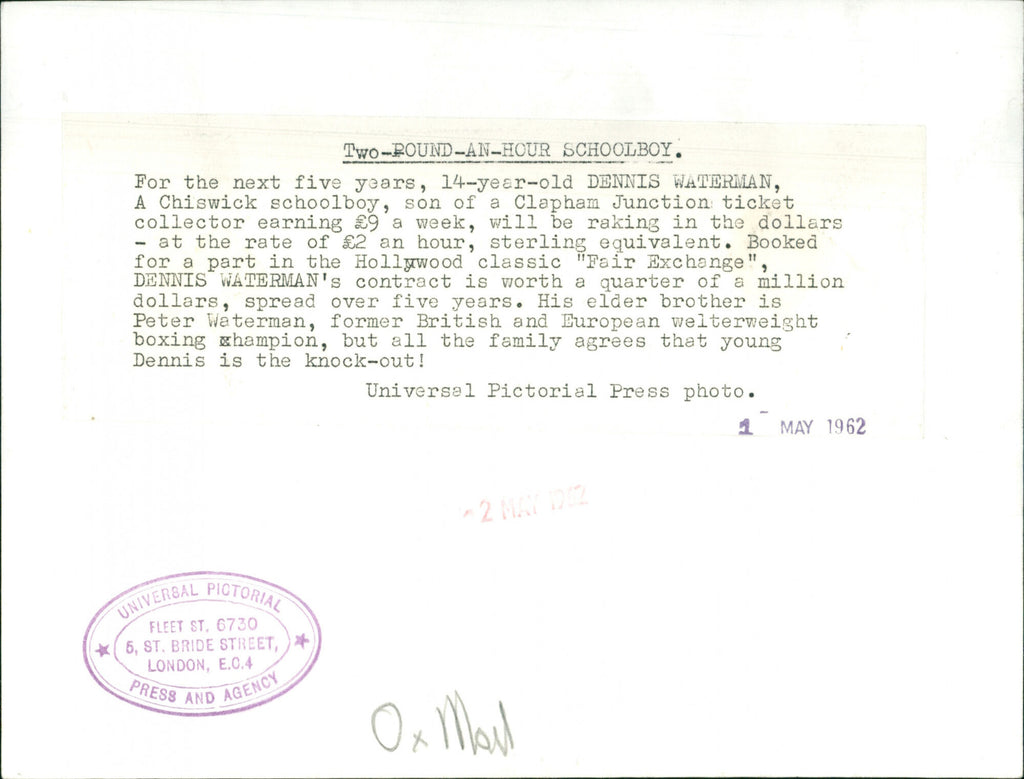 Two-POUND-AN-HOUR SCHOOLBOY.
For the next five years, 14-year-old DENNIS WATERMAN,
A Chiswick schoolboy, son of a Clapham Junction ticket
collector earning £9 a week, will be raking in the dollars
- at the rate of £2 an hour, sterling equivalent. Booked
for a part in the Hollywood classic "Fair Exchange",
DENNIS WATERMAN's contract is worth a quarter of a million
dollars, spread over five years. His elder brother is
Peter Waterman, former British and European welterweight
boxing champion, but all the family agrees that young
Dennis is the knock-out!
Universal Pictorial Press photo.
1 MAY 1962
-2 MAY 1962
UNIVERSAL PICTORIAL
FLEET ST. 6730
5, ST. BRIDE STREET,
LONDON, E.C.4
PRESS AND AGENCY
Ox Mail